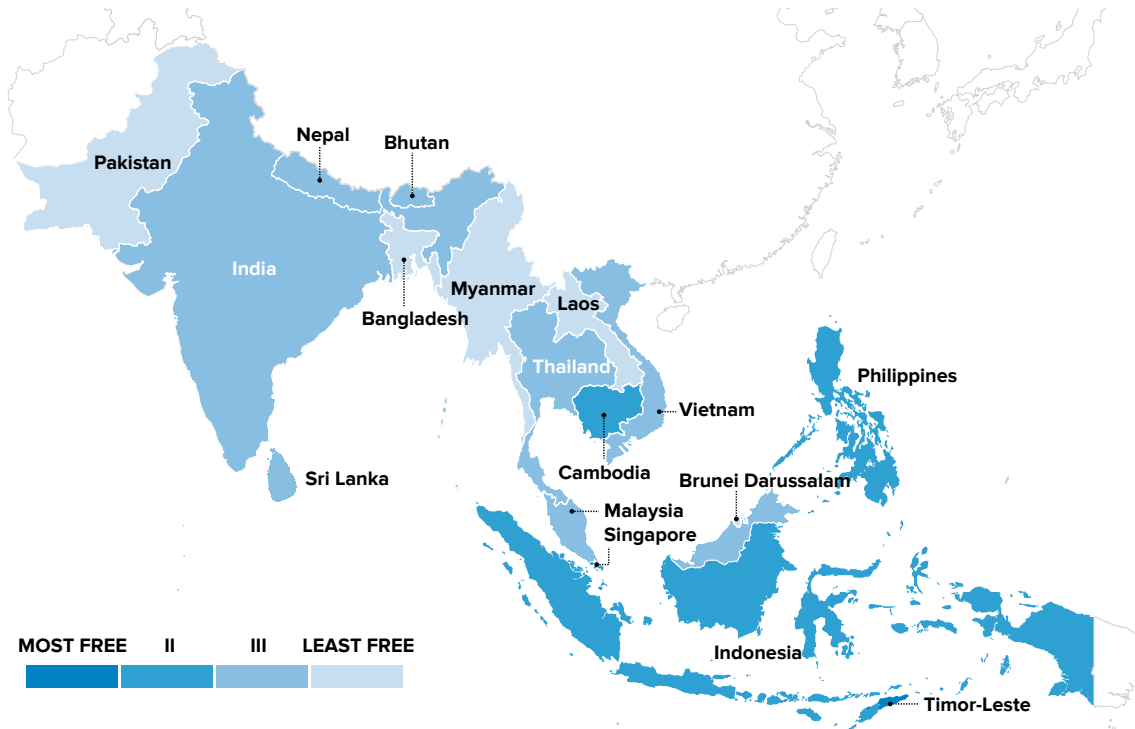 Nepal
Bhutan
Pakistan
India
Myanmar
Laos
Bangladesh
Thailand
Philippines
Vietnam
Cambodia
Sri Lanka
Brunei Darussalam
Malaysia
Singapore
MOST FREE II III LEAST FREE
Indonesia
Timor-Leste